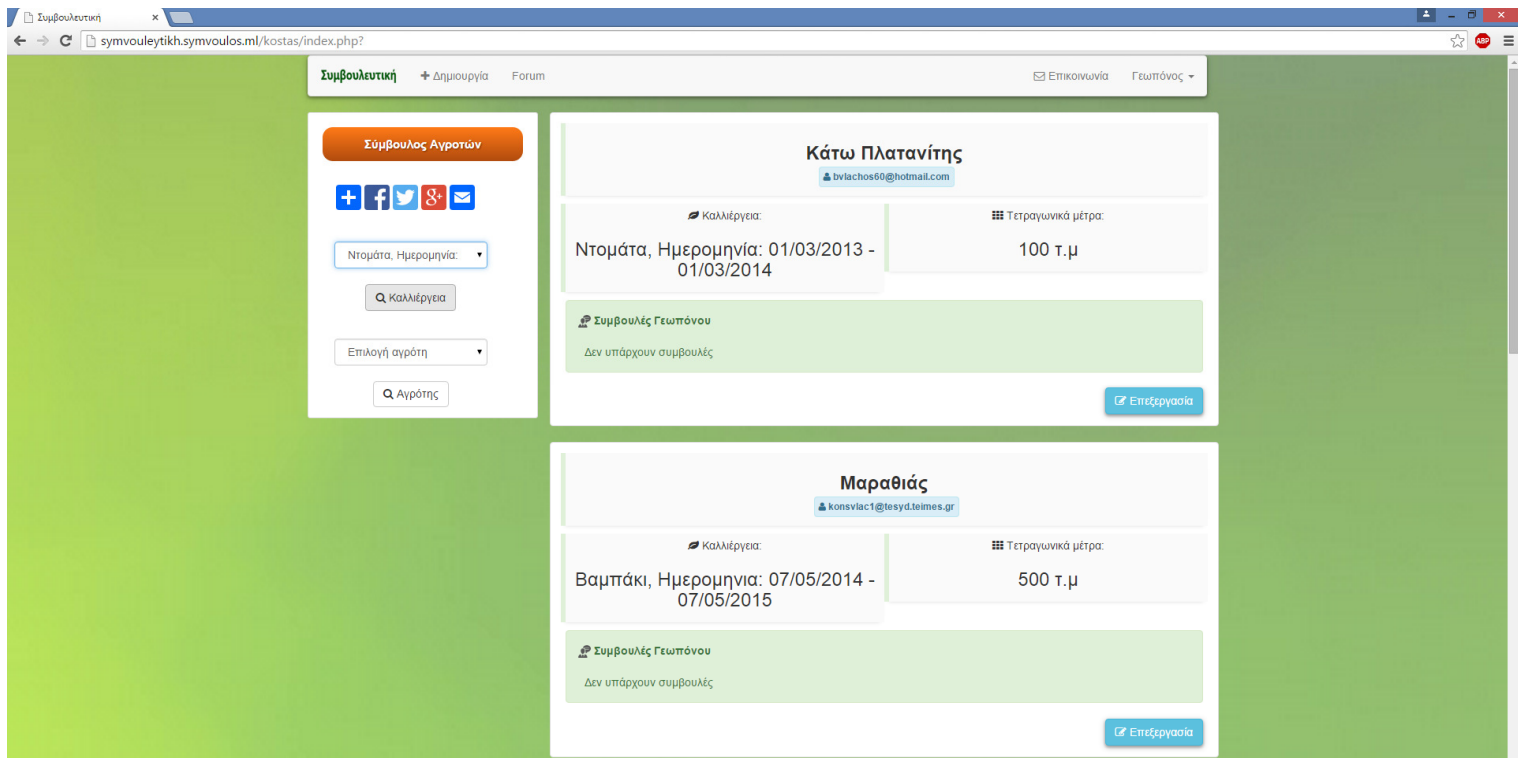 Συμβουλευτική
symvouleytikh.symvoulos.ml/kostas/index.php?
ABP
Συμβουλευτική Δημιουργία Forum Επικοινωνία Γεωπόνος
Σύμβουλος Αγροτών
Ντομάτα, Ημερομηνία:
Καλλιέργεια
Επιλογή αγρότη
Αγρότης
Κάτω Πλατανίτης
bvlachos60@hotmail.com
Καλλιέργεια:
Ντομάτα, Ημερομηνία: 01/03/2013 -
01/03/2014
Τετραγωνικά μέτρα:
100 τ.μ
Συμβουλές Γεωπόνου
Δεν υπάρχουν συμβουλές
Επεξεργασία
Μαραθιάς
konsvlac1@tesyd.teimes.gr
Καλλιέργεια:
Βαμπάκι, Ημερομηνια: 07/05/2014 -
07/05/2015
Τετραγωνικά μέτρα:
500 τ.μ
Συμβουλές Γεωπόνου
Δεν υπάρχουν συμβουλές
Επεξεργασία